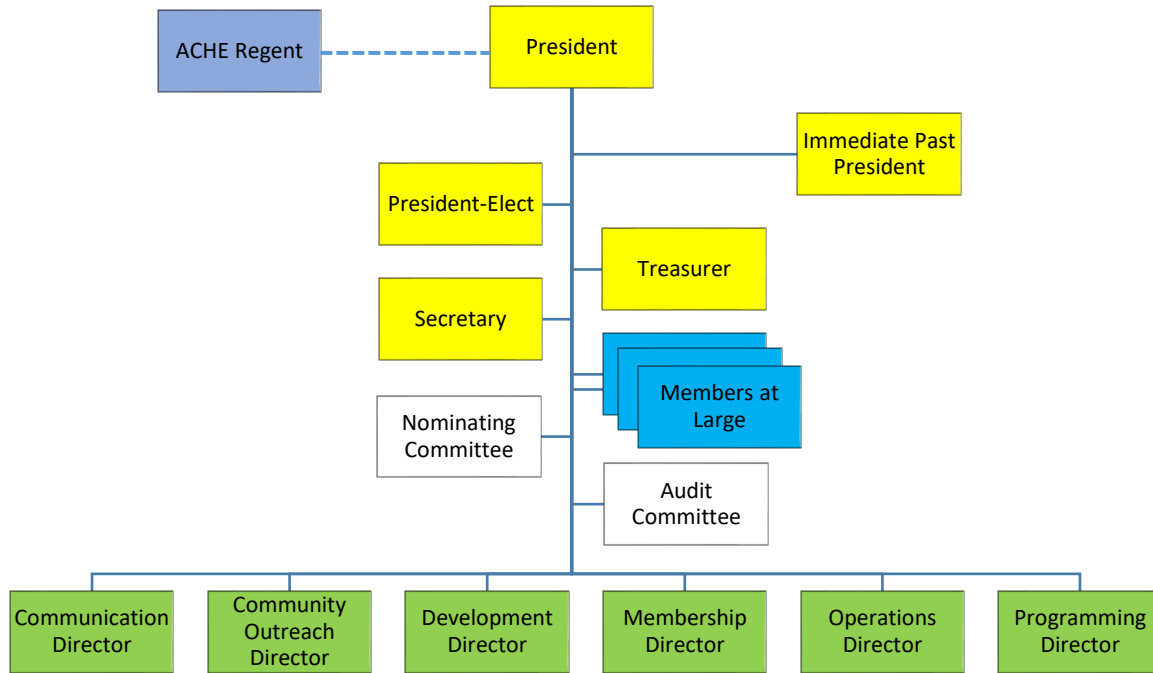 ACHE Regent
President
Immediate Past
President
President-Elect
Treasurer
Secretary
Members at
Large
Nominating
Committee
Audit
Committee
Communication
Director
Community
Outreach
Director
Development
Director
Membership
Director
Operations
Director
Programming
Director